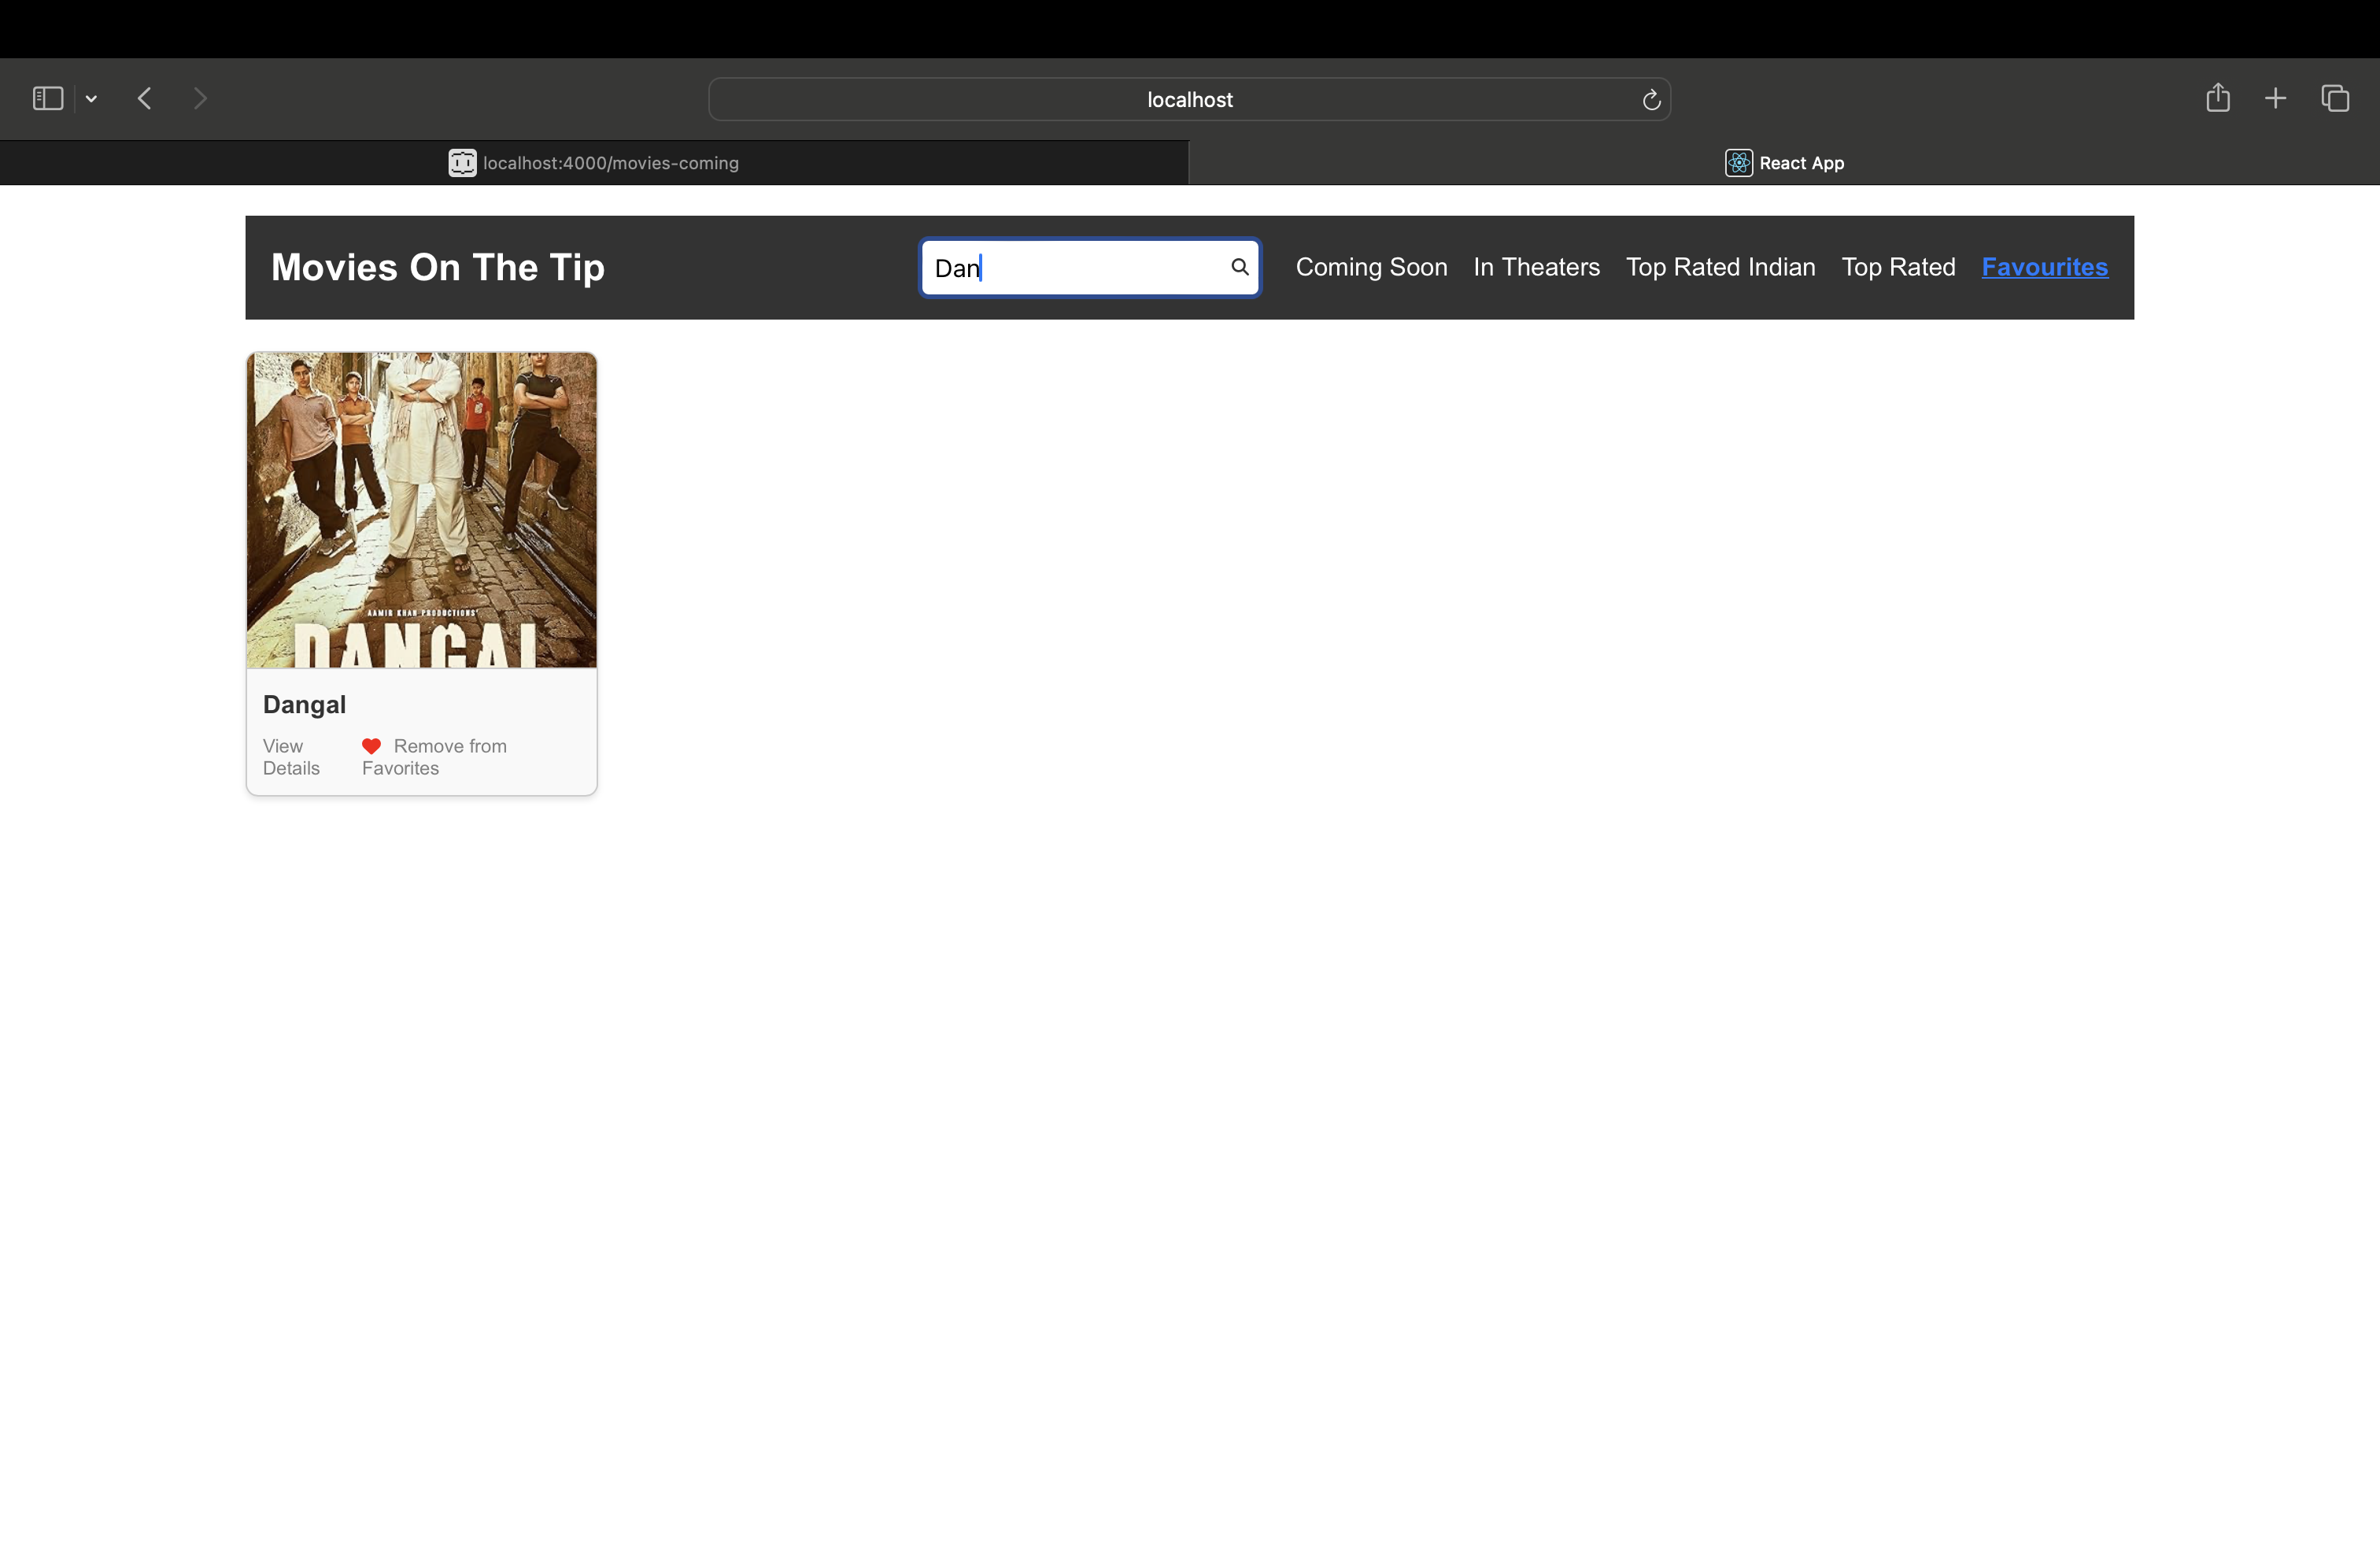 localhost
localhost:4000/movies-coming
React App
Movies On The Tip
Dan
Coming Soon
In Theaters
Top Rated Indian
Top Rated
Favourites
AAMIR KHAN PRODUCTIONS'
DANGAL
Dangal
View
Details
Remove from
Favorites